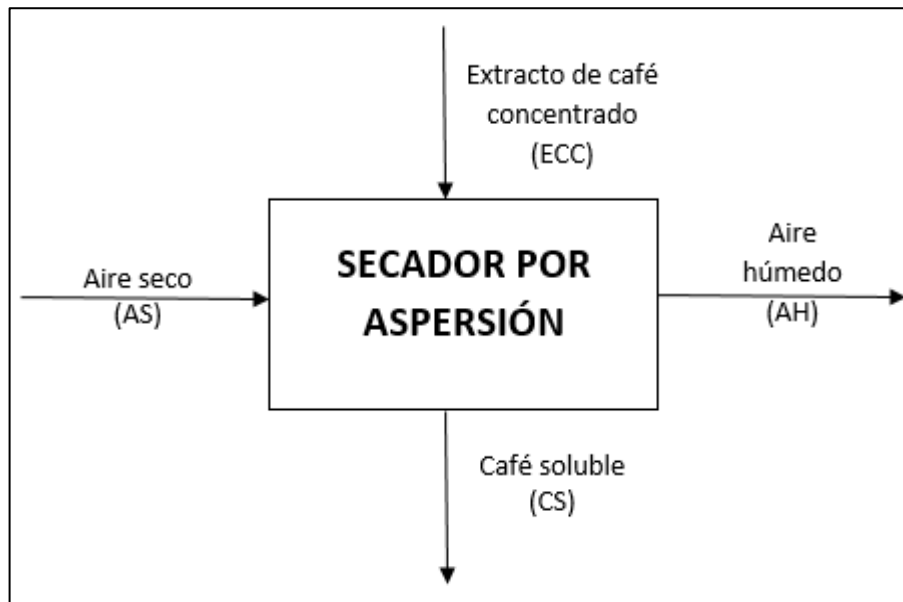 Extracto de café
concentrado
(ECC)
Aire seco
(AS)
SECADOR POR
ASPERSIÓN
Aire
húmedo
(AH)
Café soluble
(CS)